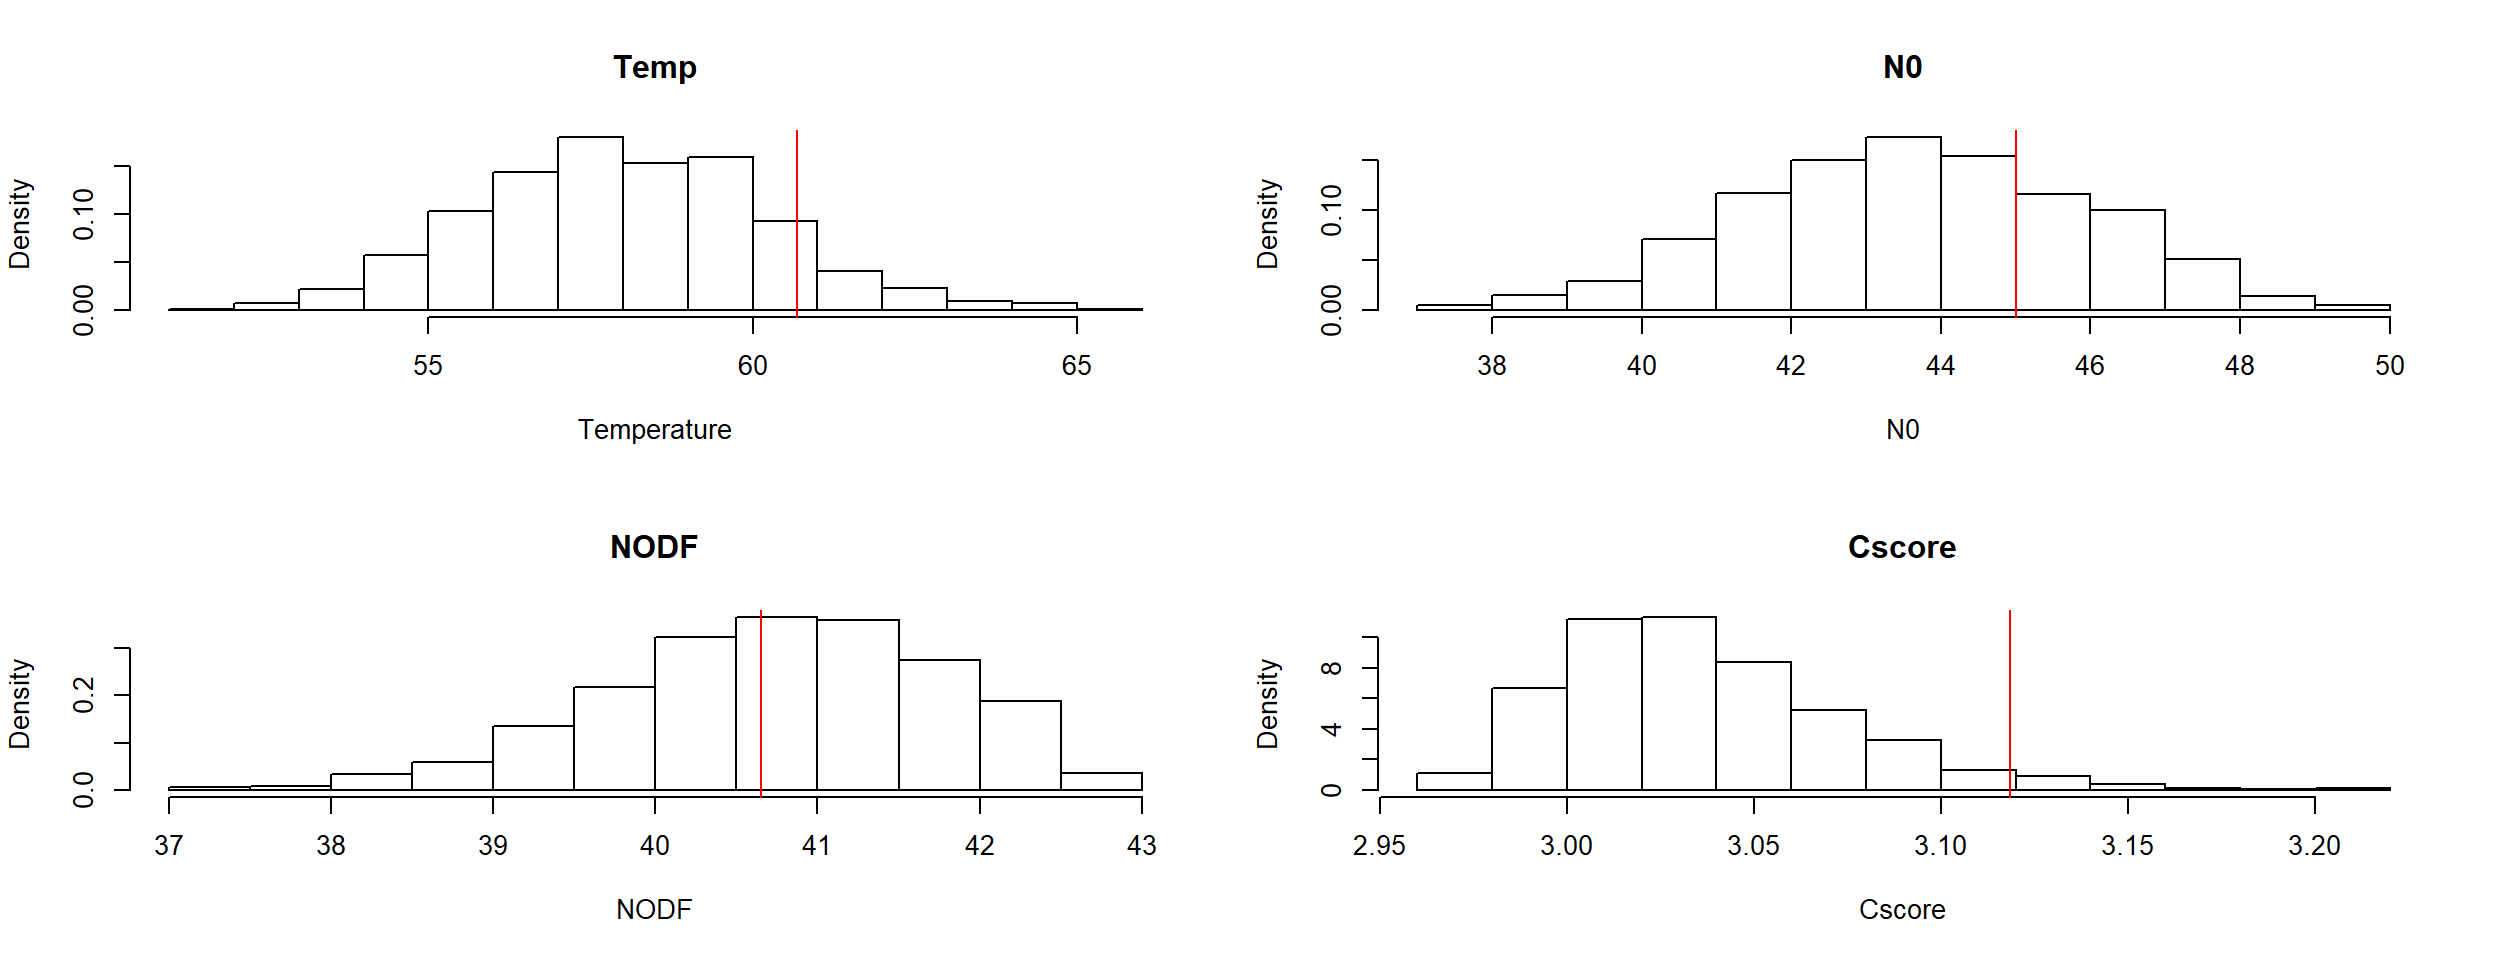 Temp
Density
0.00 0.10
55 60 65
Temperature
N0
Density
0.00 0.10
38 40 42 44 46 48 50
N0
NODF
Density
0.0 0.2
37 38 39 40 41 42 43
NODF
Cscore
Density
0 4 8
2.95 3.00 3.05 3.10 3.15 3.20
Cscore